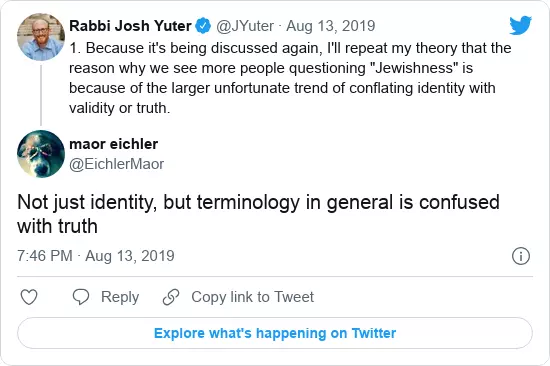 Rabbi Josh Yuter @JYuter · Aug 13, 2019
1. Because it's being discussed again, I'll repeat my theory that the
reason why we see more people questioning "Jewishness" is
because of the larger unfortunate trend of conflating identity with
validity or truth.
maor eichler
@EichlerMaor
Not just identity, but terminology in general is confused
with truth
7:46 PM · Aug 13, 2019
Reply Copy link to Tweet
Explore what's happening on Twitter